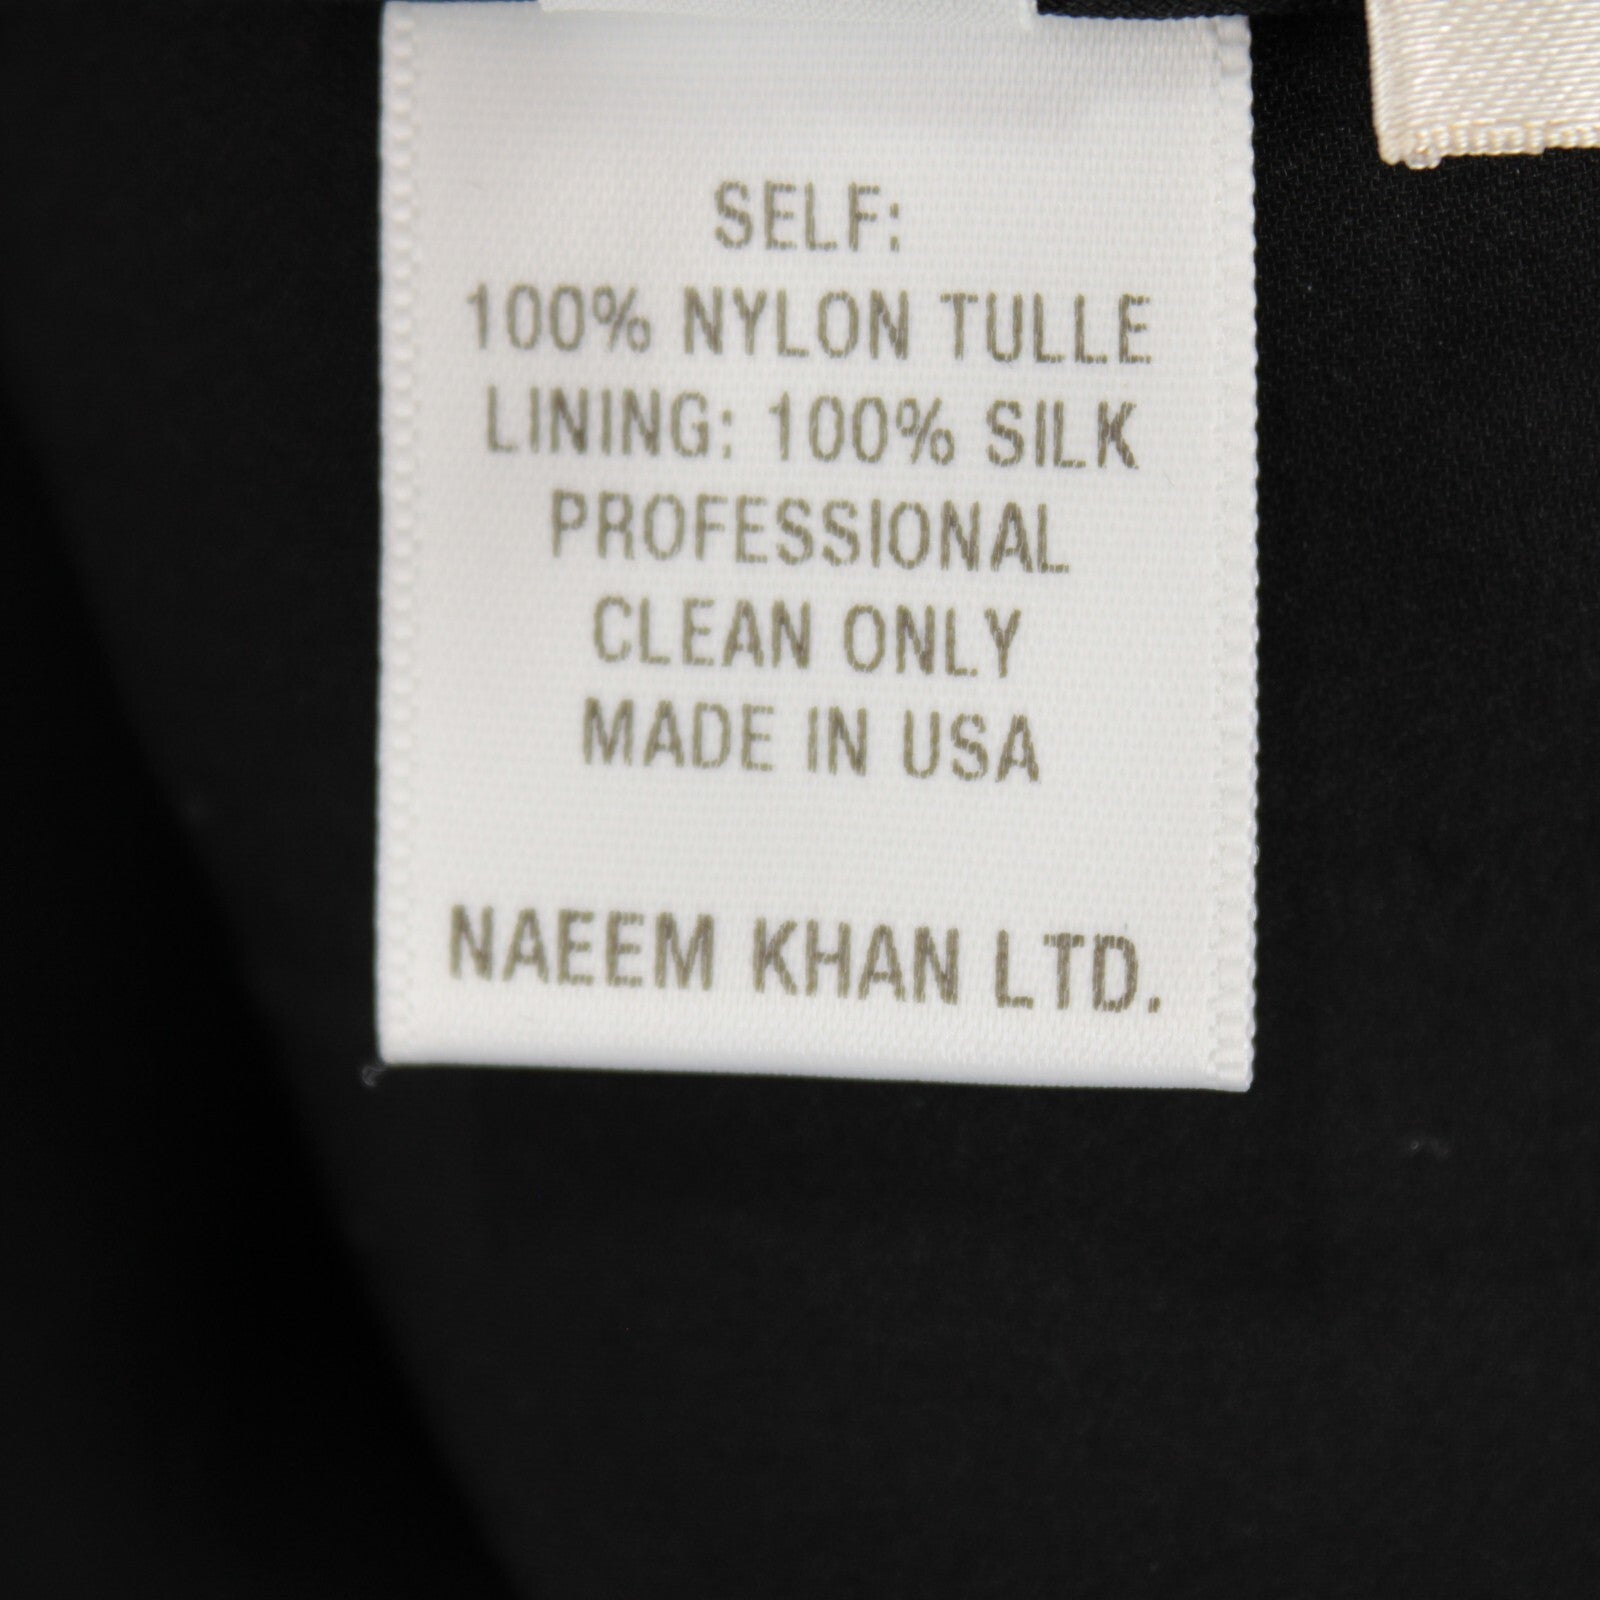 SELF:
100% NYLON TULLE
LINING: 100% SILK
PROFESSIONAL
CLEAN ONLY
MADE IN USA
NAEEM KHAN LTD.